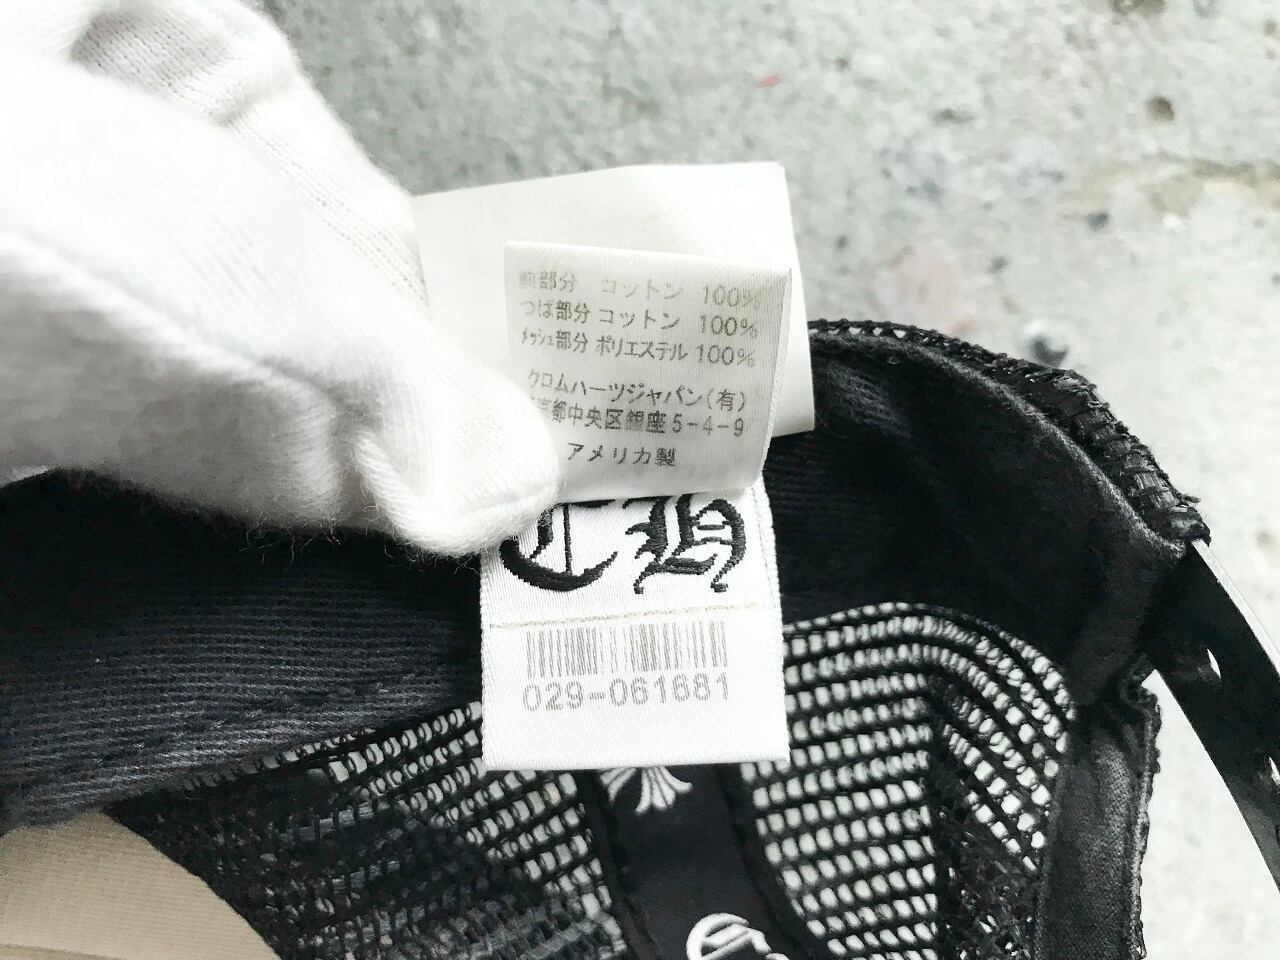 前部分 コットン 100%
つば部分 コットン 100%
メッシュ部分 ポリエステル 100%
クロムハーツジャパン(有)
京都中央区銀座5-4-9
アメリカ製
CH
029-061681
C